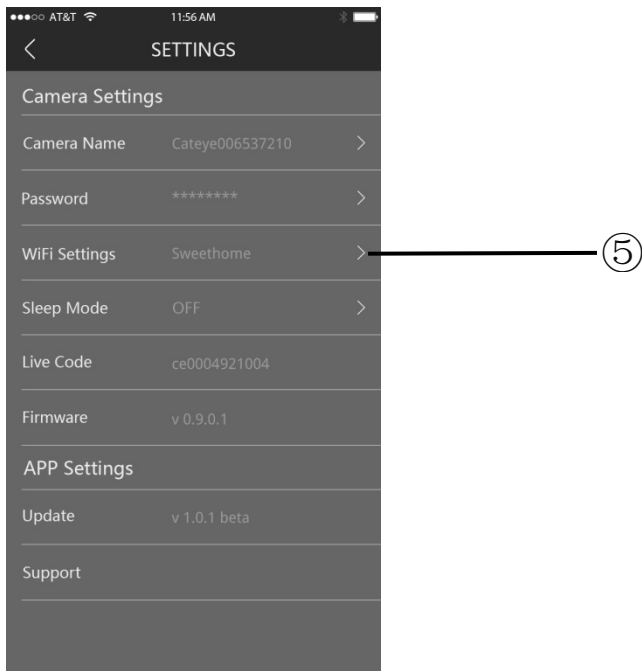 AT&T 11:56 AM
SETTINGS
Camera Settings
Camera Name Cateye006537210
Password ********
WiFi Settings Sweethome
⑤
Sleep Mode OFF
Live Code ce0004921004
Firmware v 0.9.0.1
APP Settings
Update v 1.0.1 beta
Support